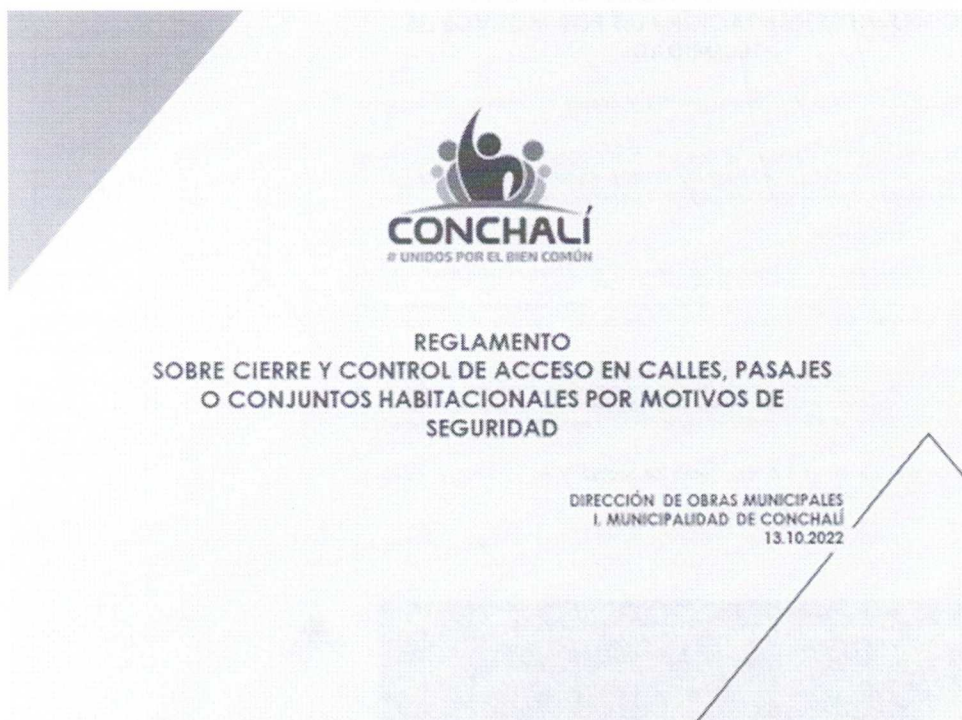 CONCHALÍ
# UNIDOS POR EL BIEN COMÚN
REGLAMENTO
SOBRE CIERRE Y CONTROL DE ACCESO EN CALLES, PASAJES
O CONJUNTOS HABITACIONALES POR MOTIVOS DE
SEGURIDAD
DIRECCIÓN DE OBRAS MUNICIPALES
I. MUNICIPALIDAD DE CONCHALÍ
13.10.2022